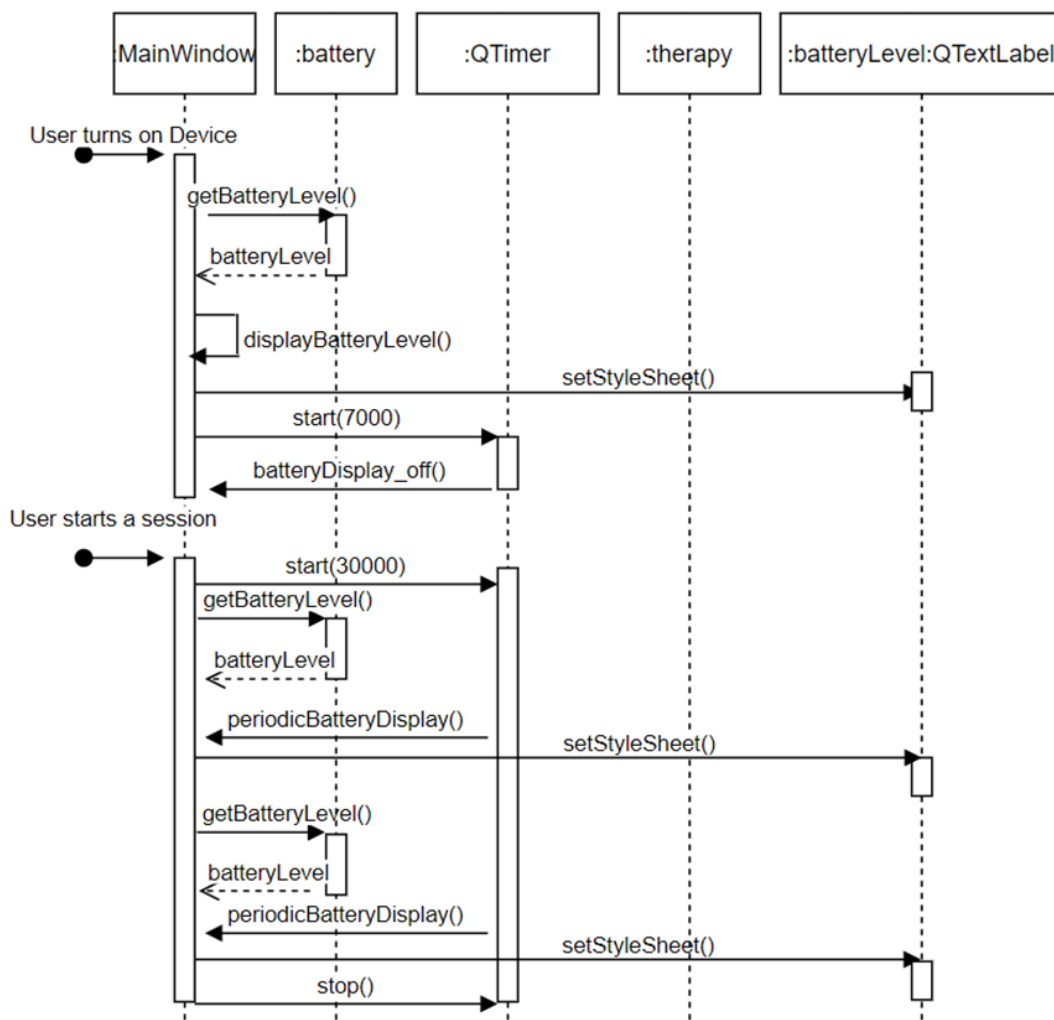 :MainWindow
:battery
:QTimer
:therapy
:batteryLevel:QTextLabel
User turns on Device
getBatteryLevel()
batteryLevel
displayBatteryLevel()
setStyleSheet()
start(7000)
batteryDisplay_off()
User starts a session
start(30000)
getBatteryLevel()
batteryLevel
periodicBatteryDisplay()
setStyleSheet()
getBatteryLevel()
batteryLevel
periodicBatteryDisplay()
setStyleSheet()
stop()